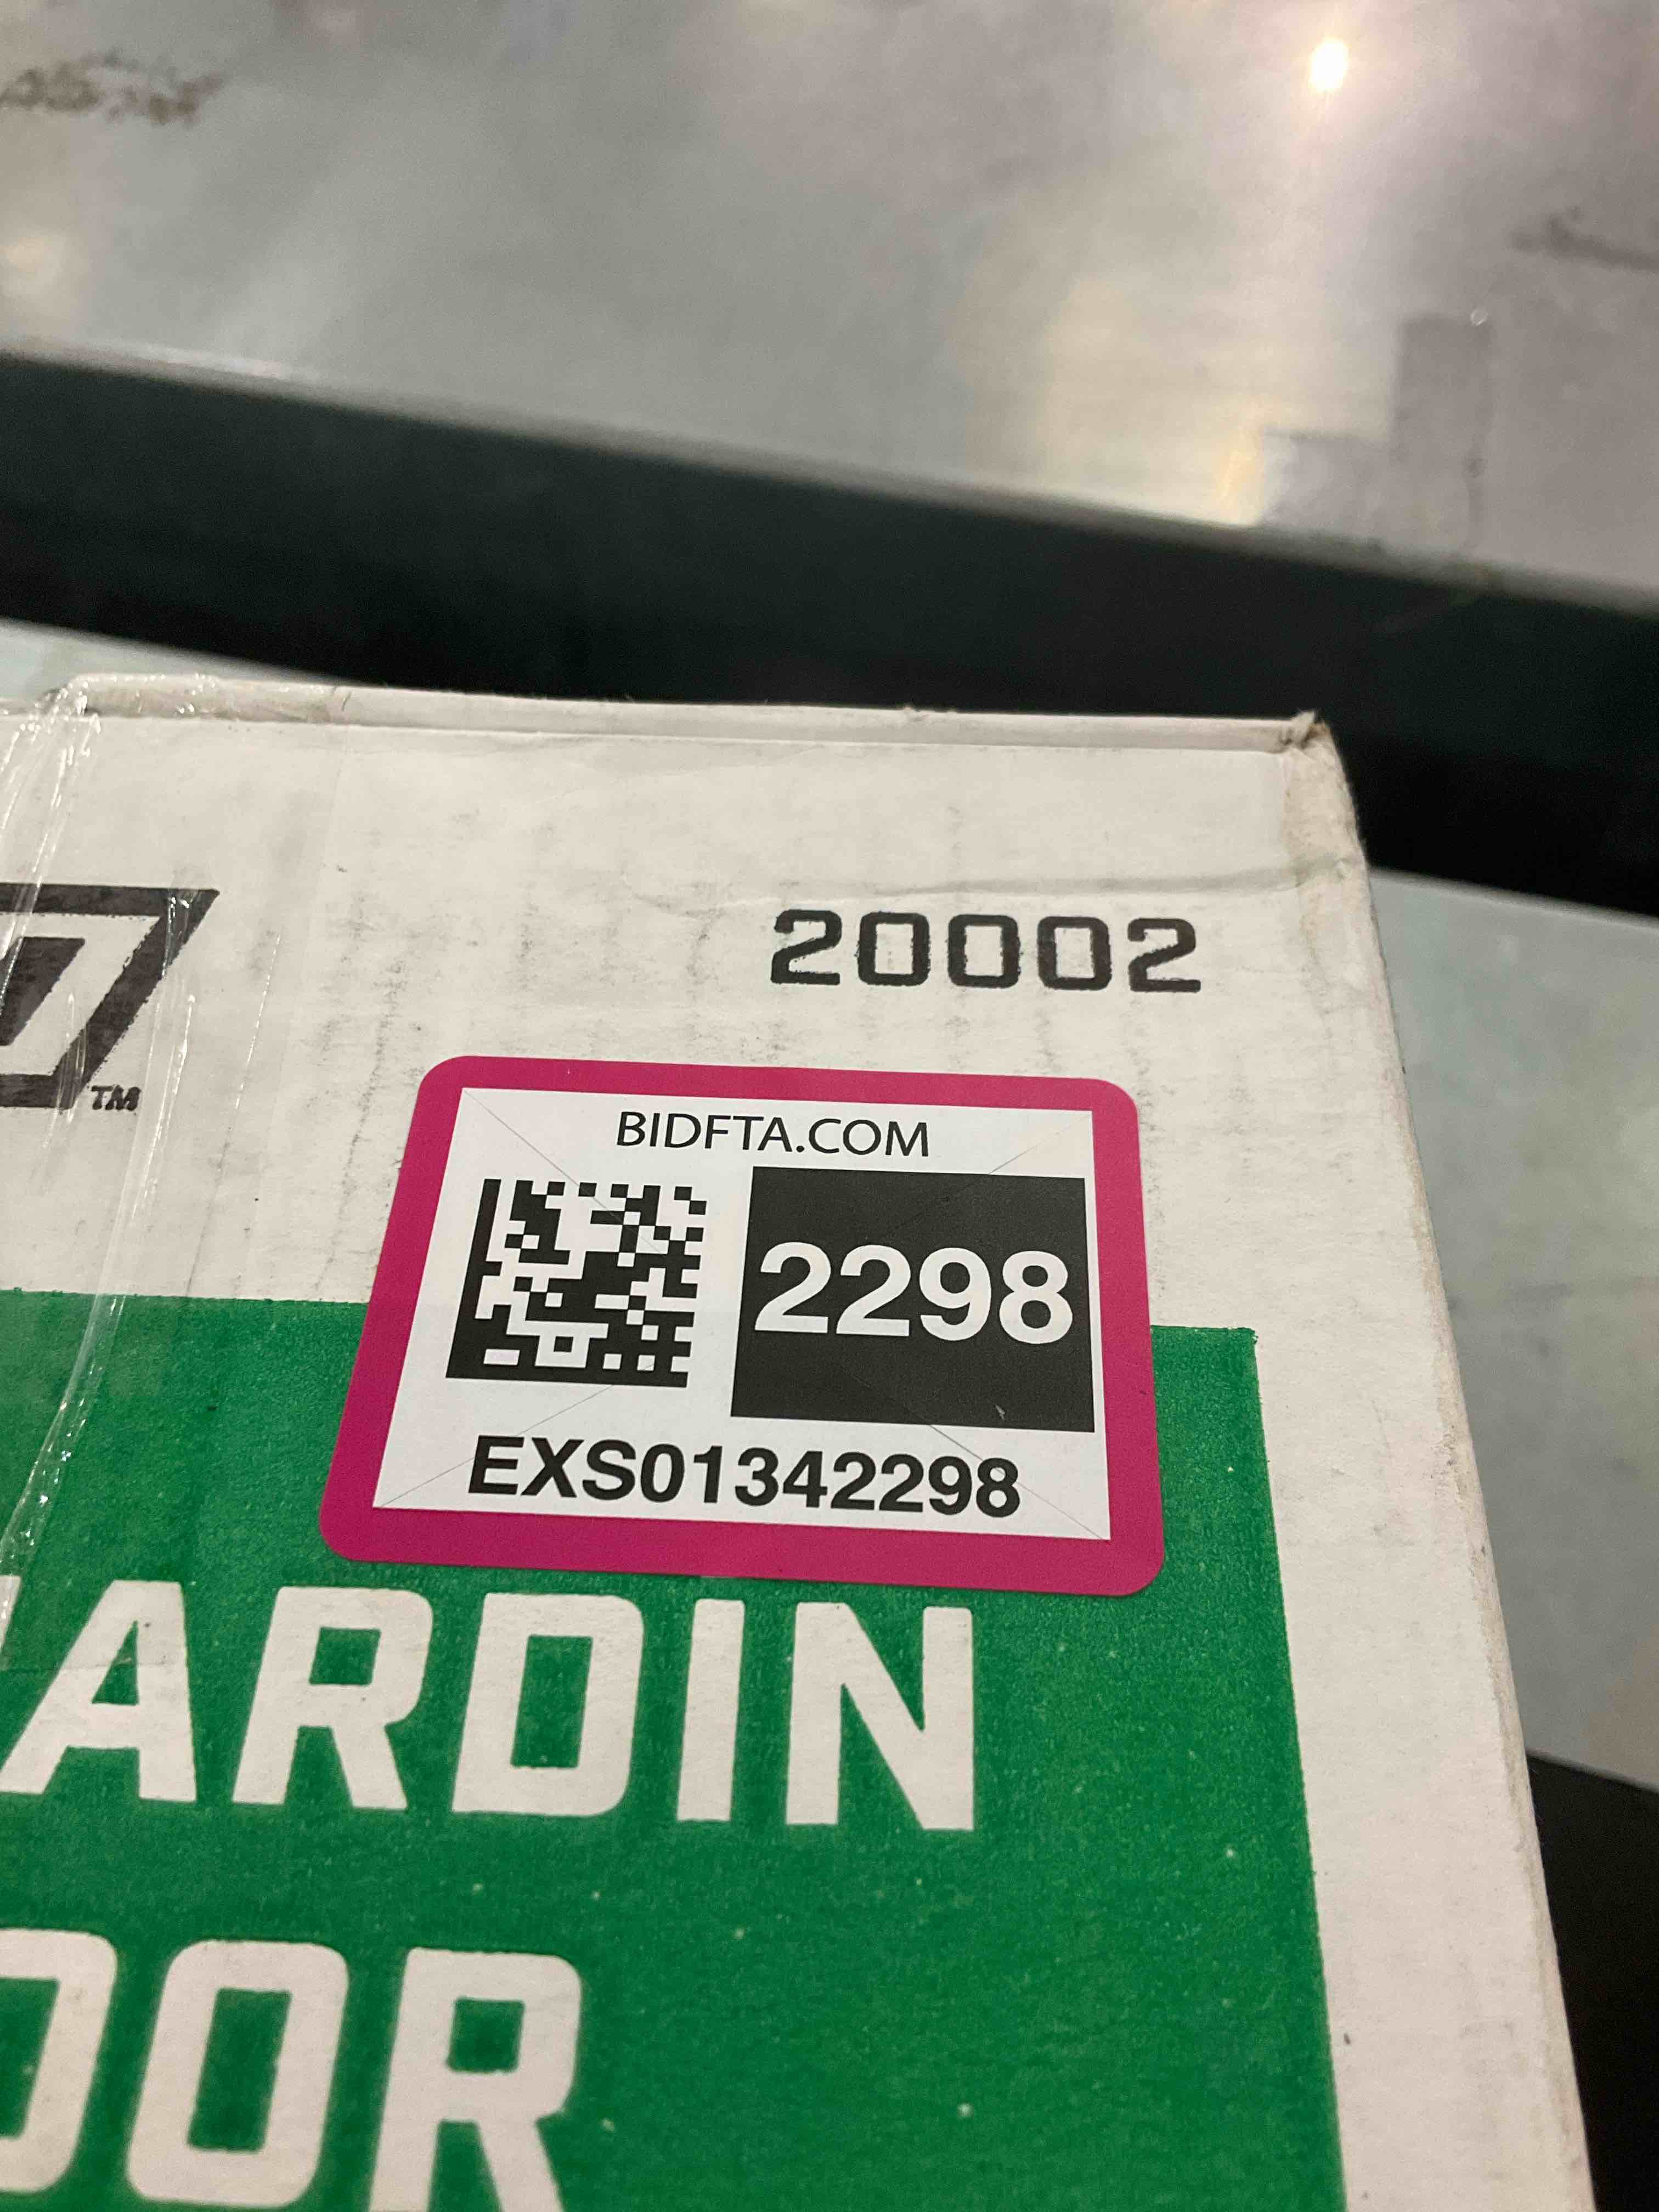 TM
20002
BIDFTA.COM
2298
EXS01342298
ARDIN
OOR